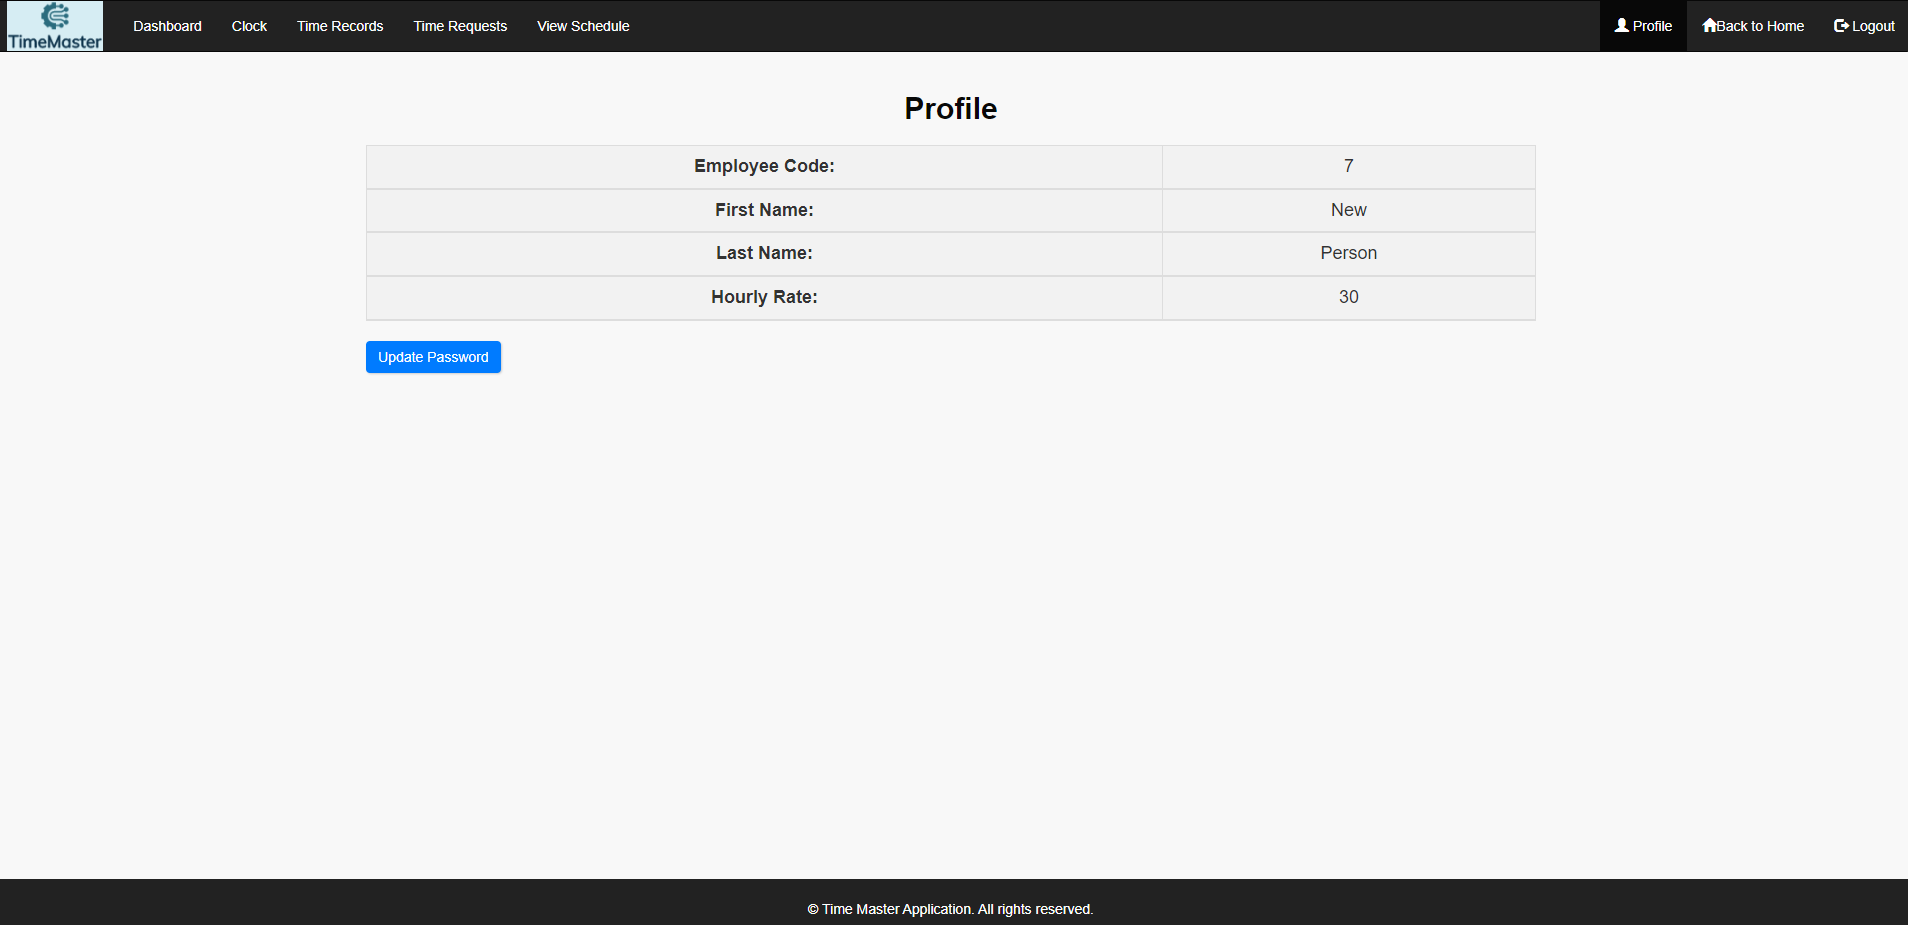 TimeMaster Dashboard Clock Time Records Time Requests View Schedule Profile Back to Home Logout
Profile
Employee Code: 7
First Name: New
Last Name: Person
Hourly Rate: 30
Update Password
© Time Master Application. All rights reserved.